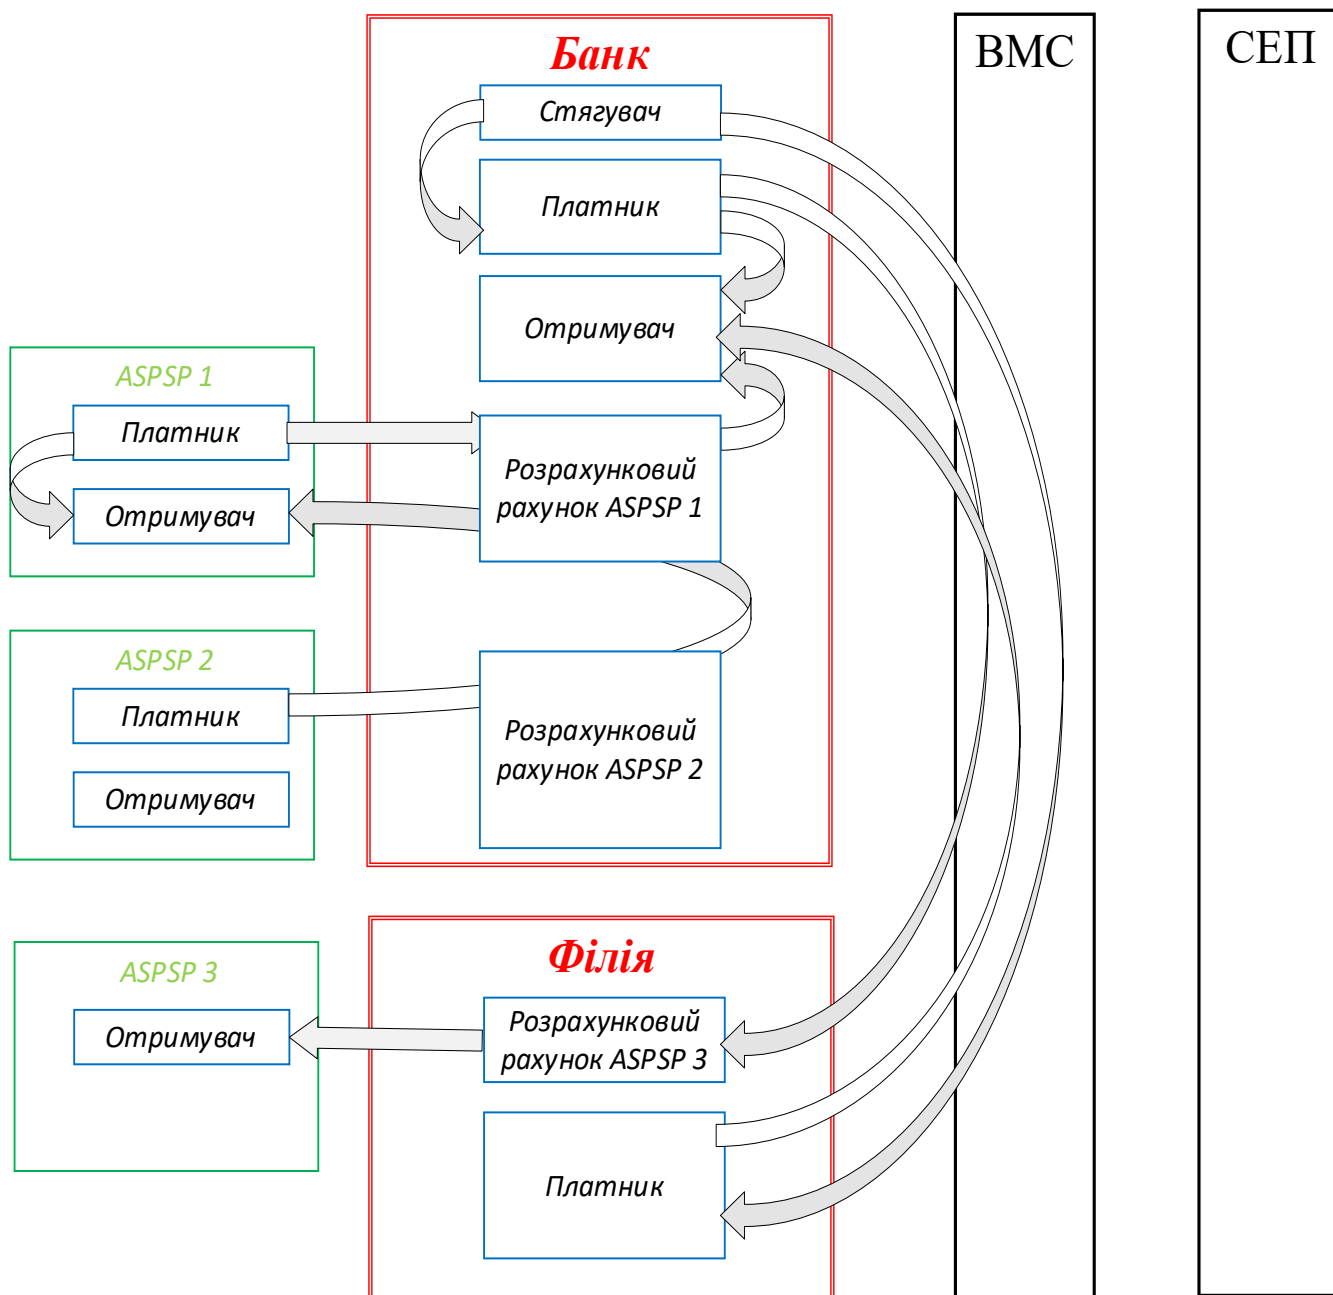 Банк
ВМС
СЕП
Стягувач
Платник
Отримувач
ASPSP 1
Платник
Отримувач
Розрахунковий
рахунок ASPSP 1
ASPSP 2
Платник
Отримувач
Розрахунковий
рахунок ASPSP 2
Філія
ASPSP 3
Отримувач
Розрахунковий
рахунок ASPSP 3
Платник